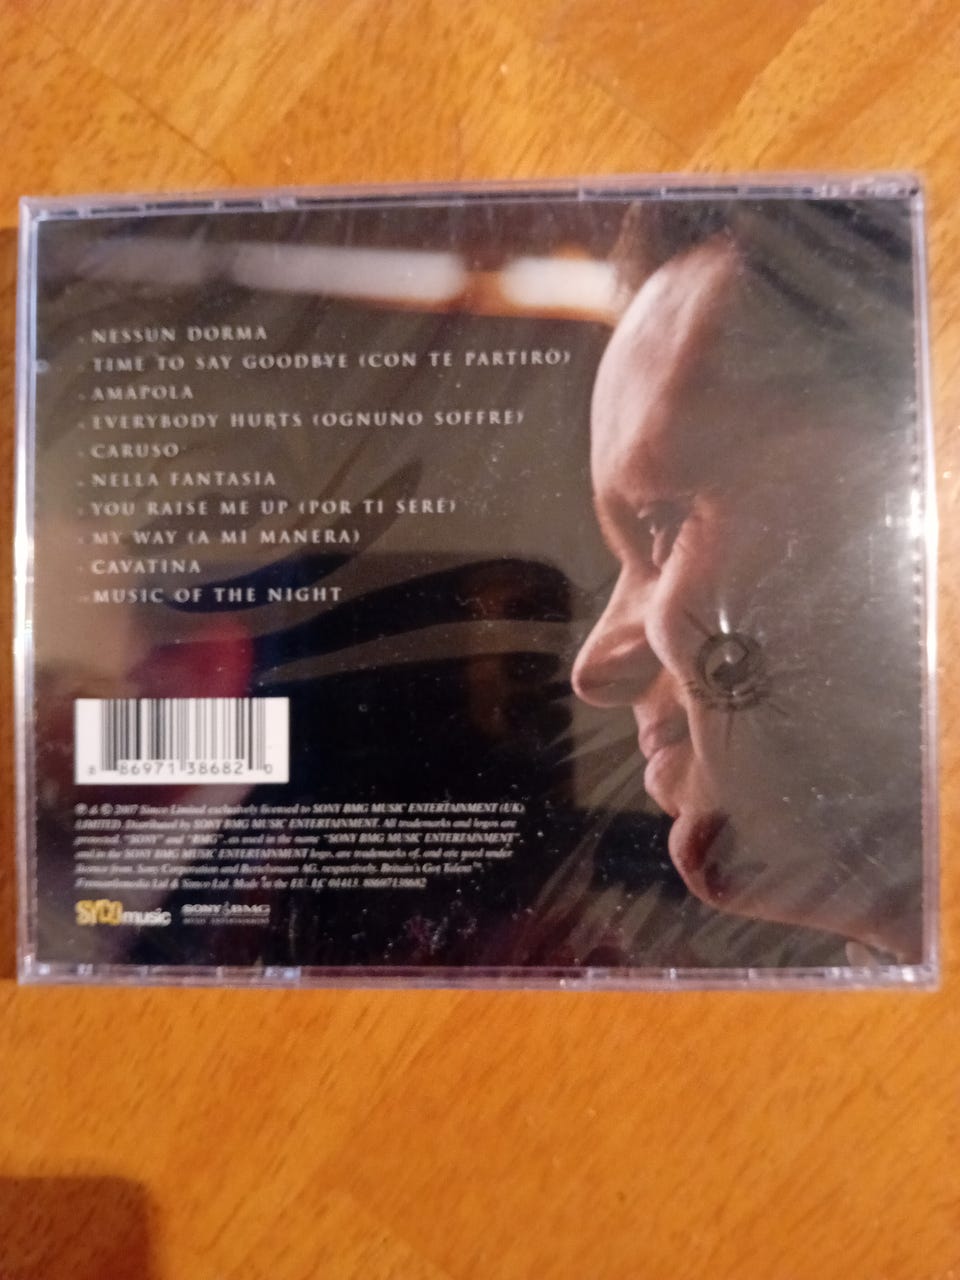 NESSUN DORMA
TIME TO SAY GOODBYE (CON TE PARTIRÒ)
AMAPOLA
EVERYBODY HURTS (OGNUNO SOFFRE)
CARUSO
NELLA FANTASIA
YOU RAISE ME UP (POR TI SERÉ)
MY WAY (A MI MANERA)
CAVATINA
MUSIC OF THE NIGHT
8 86971 38682 0
℗ & © 2007 Simco Limited exclusively licensed to SONY BMG MUSIC ENTERTAINMENT (UK)
LIMITED. Distributed by SONY BMG MUSIC ENTERTAINMENT. All trademarks and logos are
protected. "SONY" and "BMG", as used in the name "SONY BMG MUSIC ENTERTAINMENT",
and in the SONY BMG MUSIC ENTERTAINMENT logo, are trademarks of, and are used under
licence from, Sony Corporation and Bertelsmann AG, respectively. Britain's Got Talent™
Fremantlemedia Ltd & Simco Ltd. Made in the EU. LC 01413. 88697138682
SYCOmusic
SONY BMG
MUSIC ENTERTAINMENT